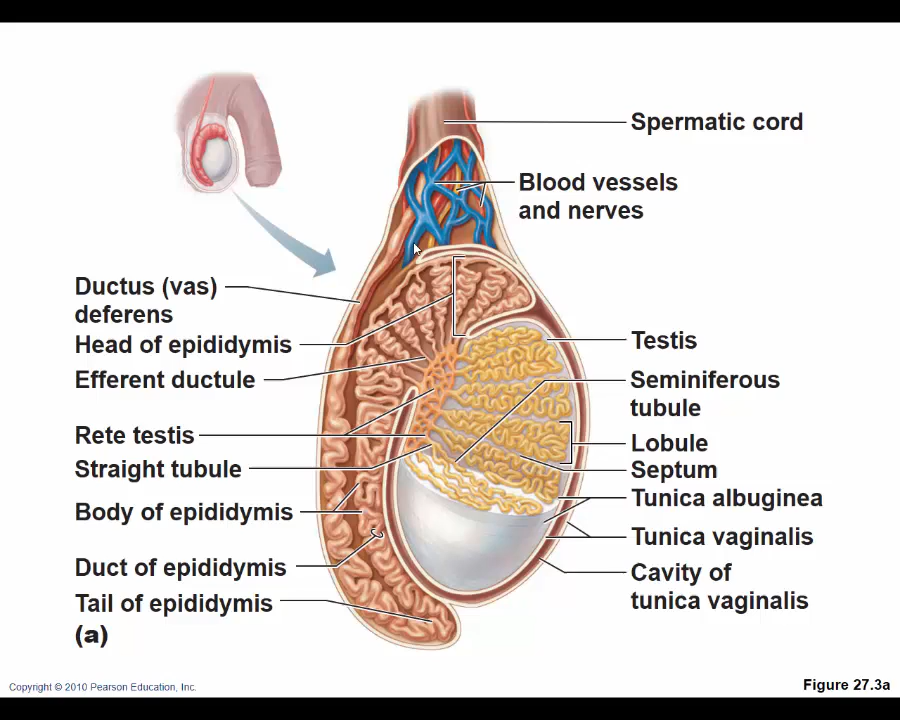 Spermatic cord
Blood vessels
and nerves
Ductus (vas)
deferens
Head of epididymis
Efferent ductule
Rete testis
Straight tubule
Body of epididymis
Duct of epididymis
Tail of epididymis
(a)
Testis
Seminiferous
tubule
Lobule
Septum
Tunica albuginea
Tunica vaginalis
Cavity of
tunica vaginalis
Copyright © 2010 Pearson Education, Inc.
Figure 27.3a